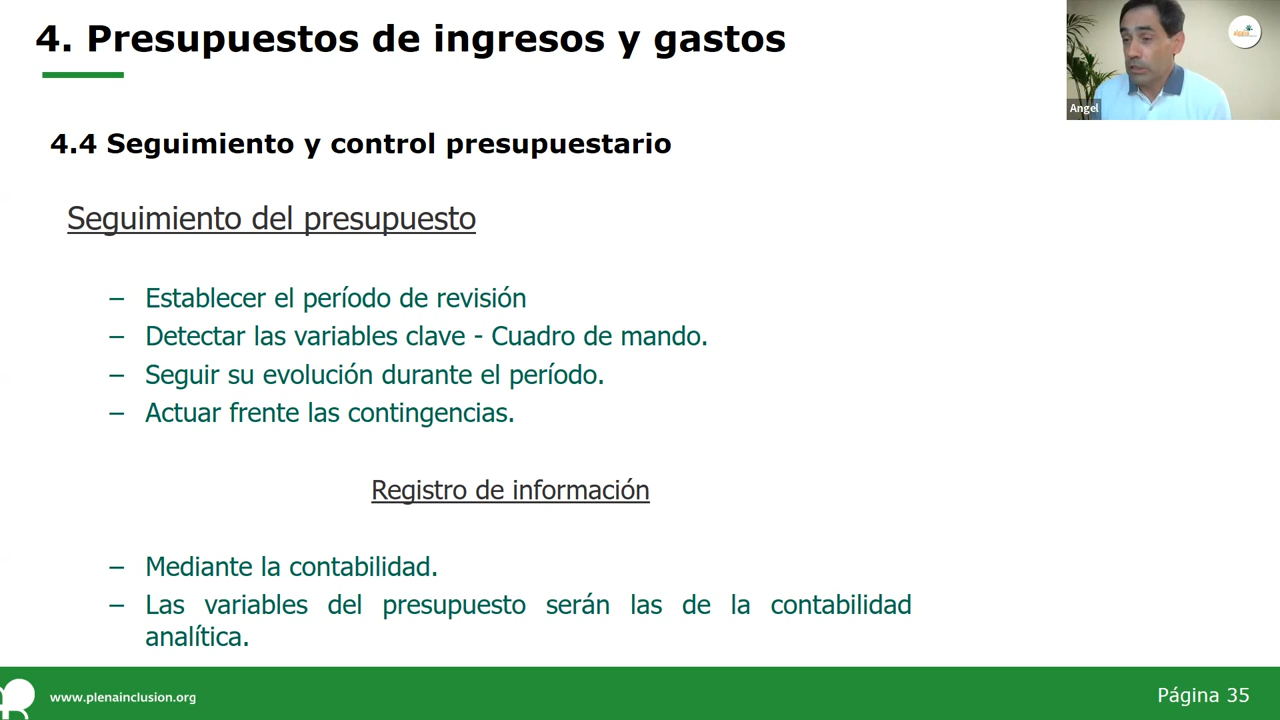 4. Presupuestos de ingresos y gastos
Angel
4.4 Seguimiento y control presupuestario
Seguimiento del presupuesto
– Establecer el período de revisión
– Detectar las variables clave - Cuadro de mando.
– Seguir su evolución durante el período.
– Actuar frente las contingencias.
Registro de información
– Mediante la contabilidad.
– Las variables del presupuesto serán las de la contabilidad
analítica.
www.plenainclusion.org
Página 35